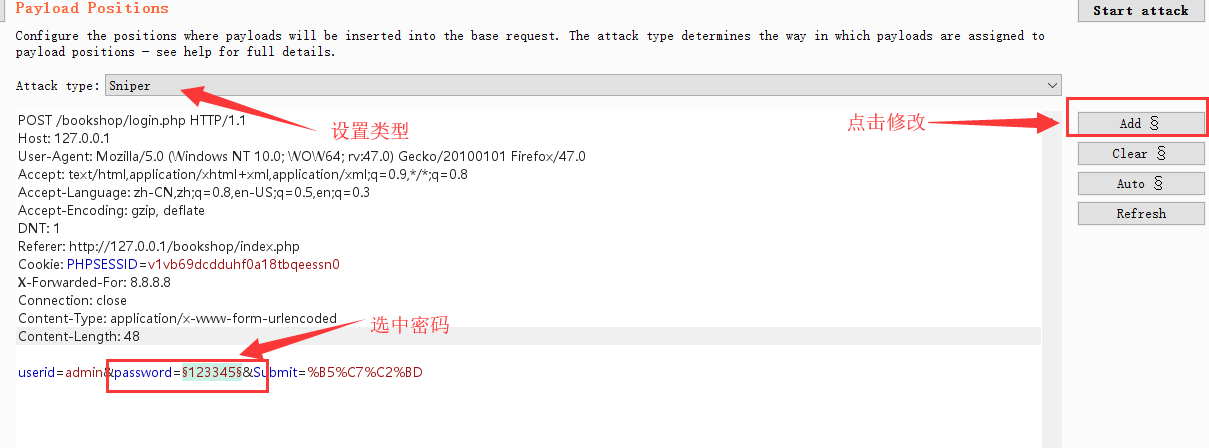 Payload Positions
Start attack
Configure the positions where payloads will be inserted into the base request. The attack type determines the way in which payloads are assigned to
payload positions – see help for full details.
Attack type: Sniper
设置类型
点击修改
Add §
Clear §
Auto §
Refresh
POST /bookshop/login.php HTTP/1.1
Host: 127.0.0.1
User-Agent: Mozilla/5.0 (Windows NT 10.0; WOW64; rv:47.0) Gecko/20100101 Firefox/47.0
Accept: text/html,application/xhtml+xml,application/xml;q=0.9,*/*;q=0.8
Accept-Language: zh-CN,zh;q=0.8,en-US;q=0.5,en;q=0.3
Accept-Encoding: gzip, deflate
DNT: 1
Referer: http://127.0.0.1/bookshop/index.php
Cookie: PHPSESSID=v1vb69dcdduhf0a18tbqeessn0
X-Forwarded-For: 8.8.8.8
Connection: close
Content-Type: application/x-www-form-urlencoded
Content-Length: 48
选中密码
userid=admin&password=§123345§&Submit=%B5%C7%C2%BD